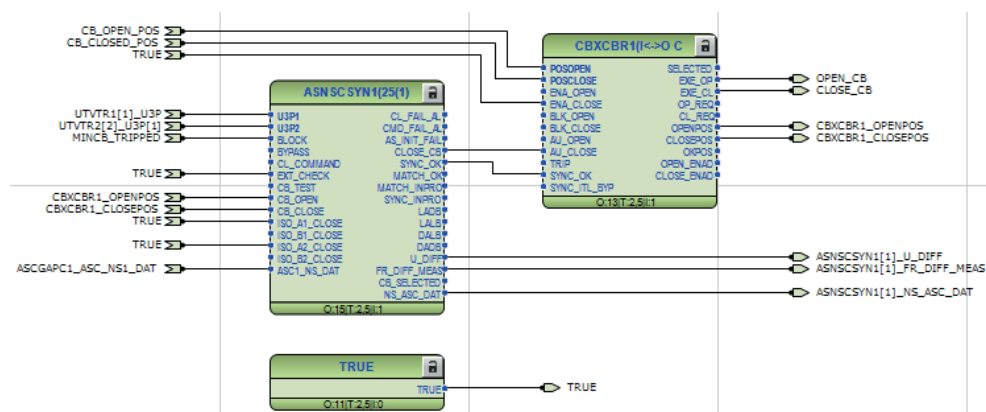 CB_OPEN_POS
CB_CLOSED_POS
TRUE
CBXCBR1(I<->O C
POSOPEN SELECTED
POSCLOSE EXE_OP
ENA_OPEN EXE_CL
ENA_CLOSE OP_REQ
BLK_OPEN CL_REQ
BLK_CLOSE OPENPOS
AU_OPEN CLOSEPOS
AU_CLOSE OKPOS
TRIP OPEN_ENAD
SYNC_OK CLOSE_ENAD
SYNC_ITL_BYP
O:13|T:2,5|I:1
OPEN_CB
CLOSE_CB
CBXCBR1_OPENPOS
CBXCBR1_CLOSEPOS
UTVTR1[1]_U3P
UTVTR2[2]_U3P[1]
MINCB_TRIPPED
TRUE
CBXCBR1_OPENPOS
CBXCBR1_CLOSEPOS
TRUE
TRUE
ASCGAPC1_ASC_NS1_DAT
ASNSCSYN1(25(1)
U3P1 CL_FAIL_AL
U3P2 CMD_FAIL_AL
BLOCK AS_INIT_FAIL
BYPASS CLOSE_CB
CL_COMMAND SYNC_OK
EXT_CHECK MATCH_OK
CB_TEST MATCH_INPRO
CB_OPEN SYNC_INPRO
CB_CLOSE LADB
ISO_A1_CLOSE LALB
ISO_B1_CLOSE DALB
ISO_A2_CLOSE DADB
ISO_B2_CLOSE U_DIFF
ASC1_NS_DAT FR_DIFF_MEAS
CB_SELECTED
NS_ASC_DAT
O:15|T:2,5|I:1
ASNSCSYN1[1]_U_DIFF
ASNSCSYN1[1]_FR_DIFF_MEAS
ASNSCSYN1[1]_NS_ASC_DAT
TRUE
TRUE
O:11|T:2,5|I:0
TRUE